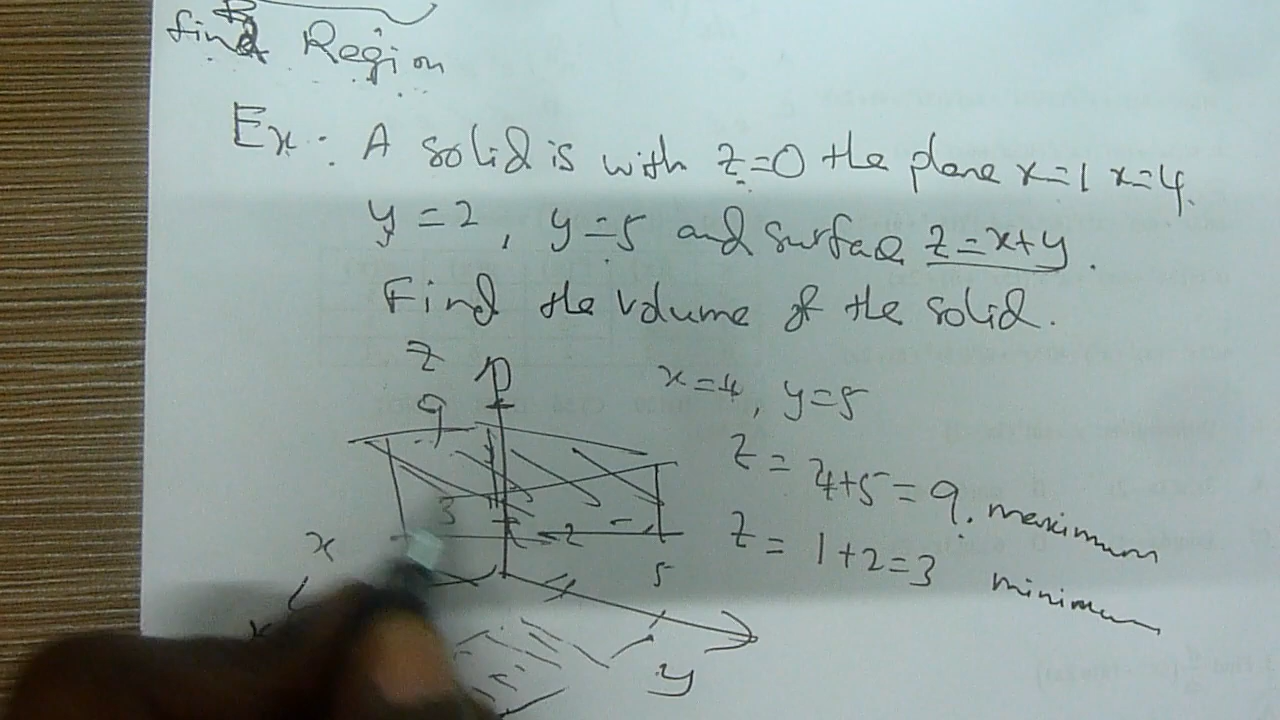 find Region
Ex: A solid is with z=0 the plane x=1 x=4.
y=2, y=5 and surface z=x+y.
Find the volume of the solid.
z
9
x=4, y=5
z = 4+5=9. maximum
z = 1+2=3 minimum
3
2
5
x
y